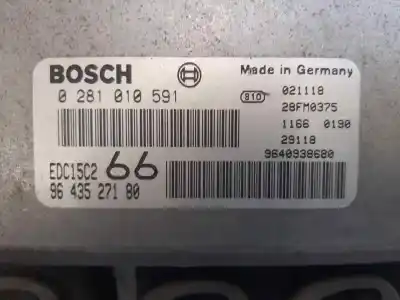 BOSCH
Made in Germany
0 281 010 591
810
021118
28FM0375
1166 0190
29118
9640938680
EDC15C2 66
96 435 271 80